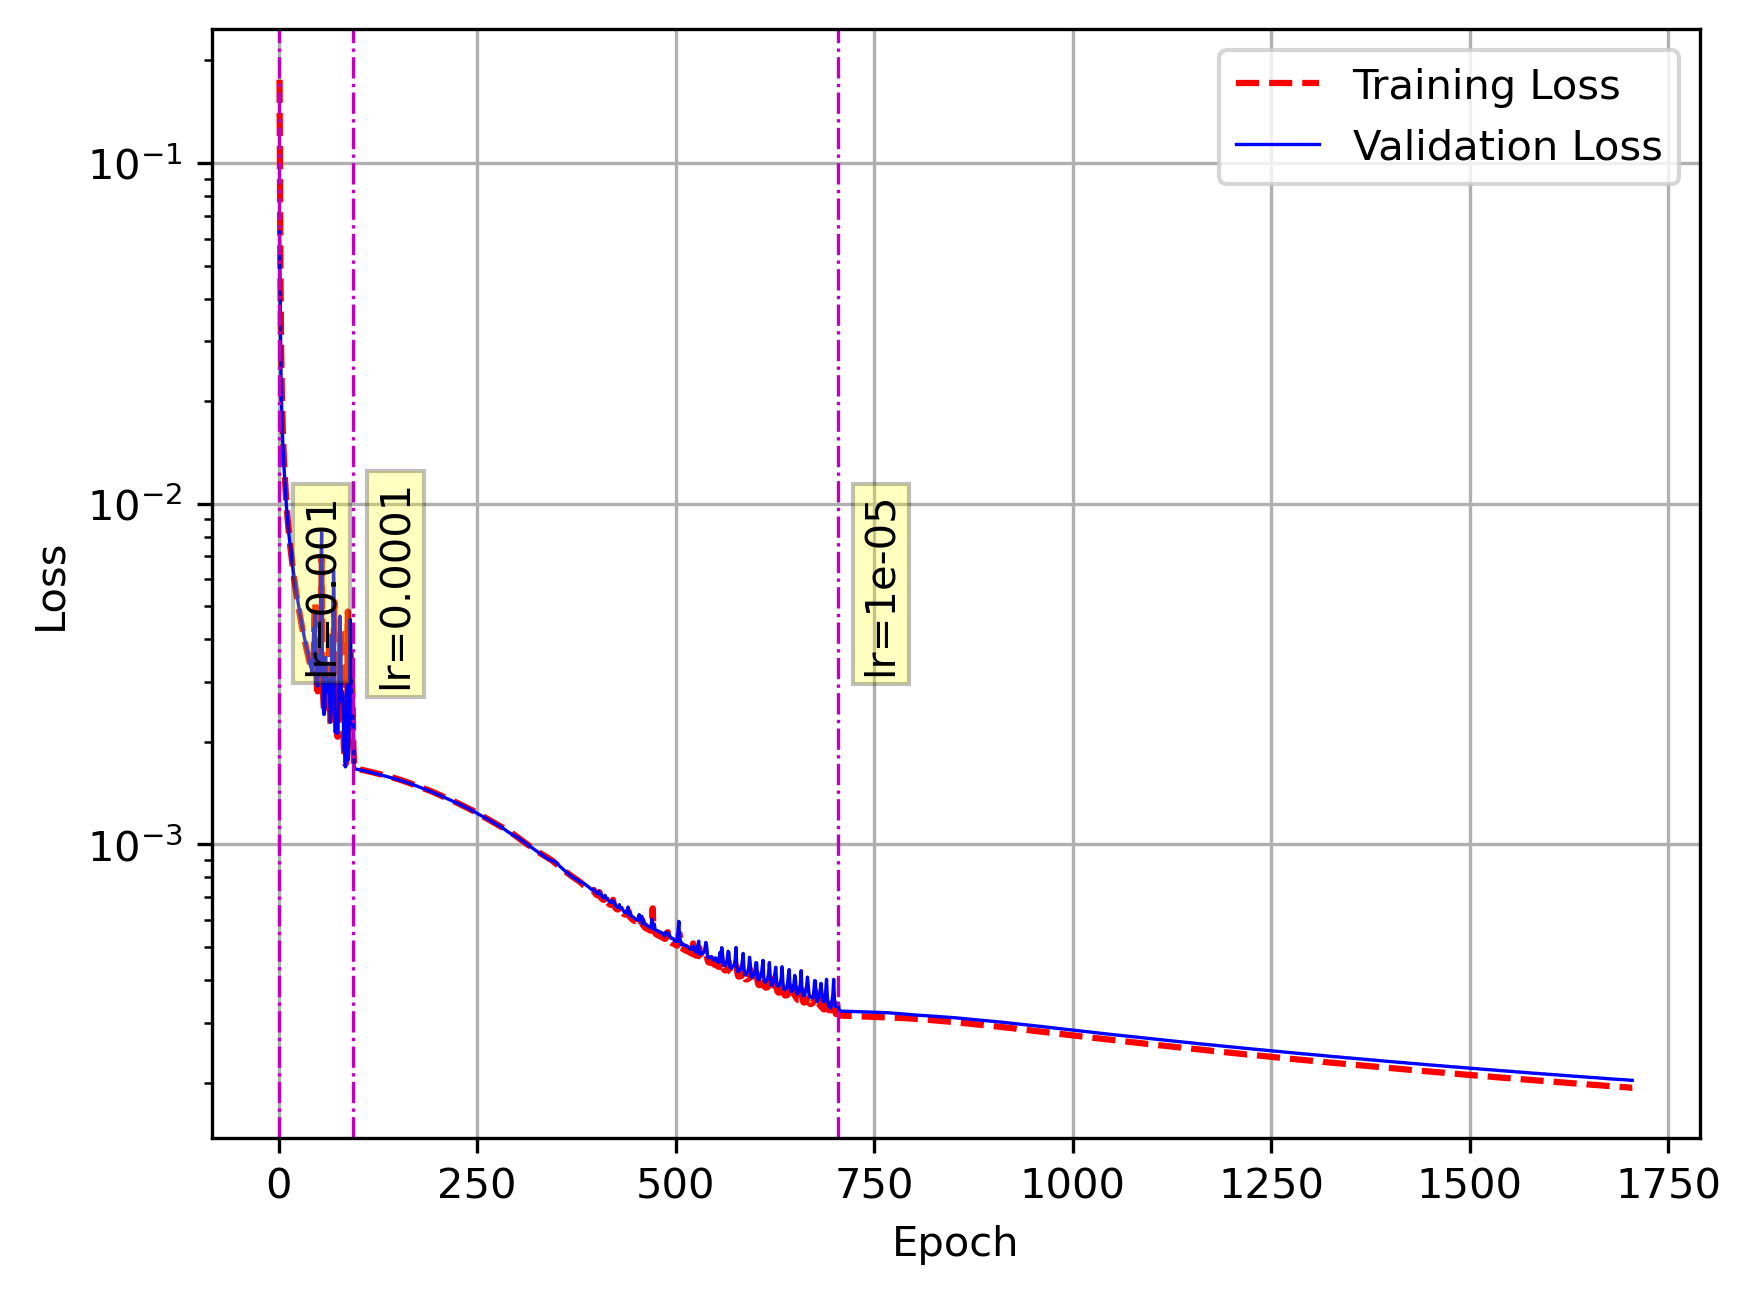 Training Loss
Validation Loss
10⁻¹
10⁻²
10⁻³
Loss
lr=0.001
lr=0.0001
lr=1e-05
0
250
500
750
1000
1250
1500
1750
Epoch